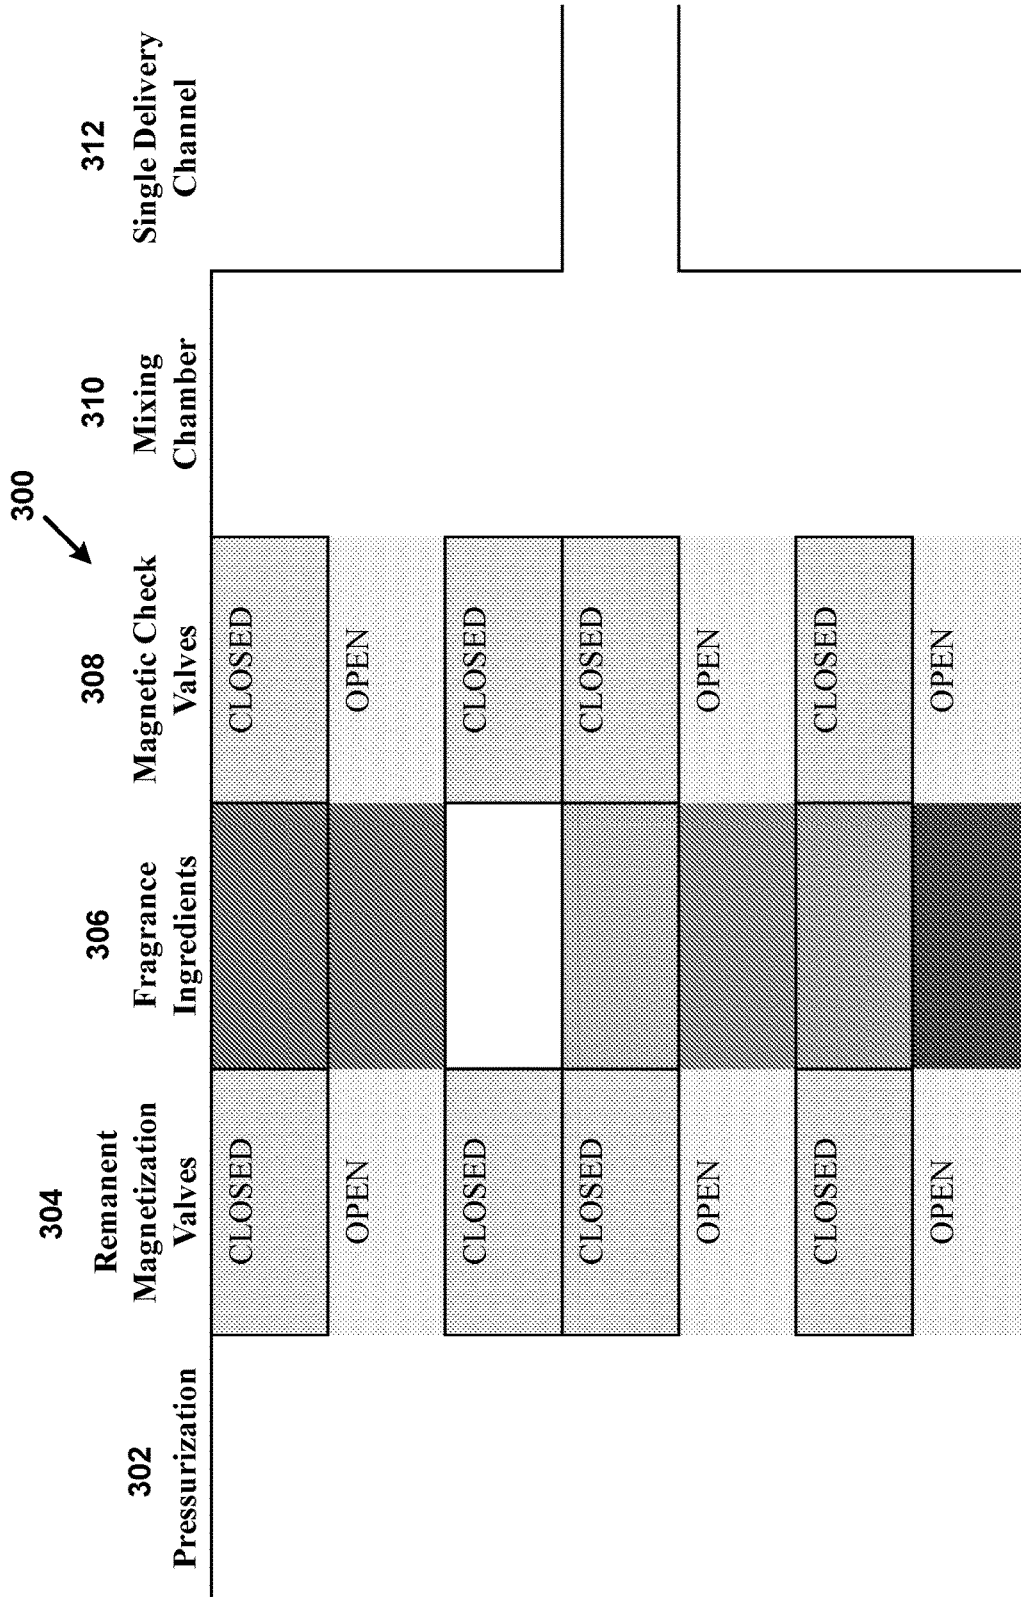 300
302
Pressurization
304
Remanent
Magnetization
Valves
306
Fragrance
Ingredients
308
Magnetic Check
Valves
310
Mixing
Chamber
312
Single Delivery
Channel
CLOSED
CLOSED
OPEN
OPEN
CLOSED
CLOSED
CLOSED
CLOSED
OPEN
OPEN
CLOSED
CLOSED
OPEN
OPEN